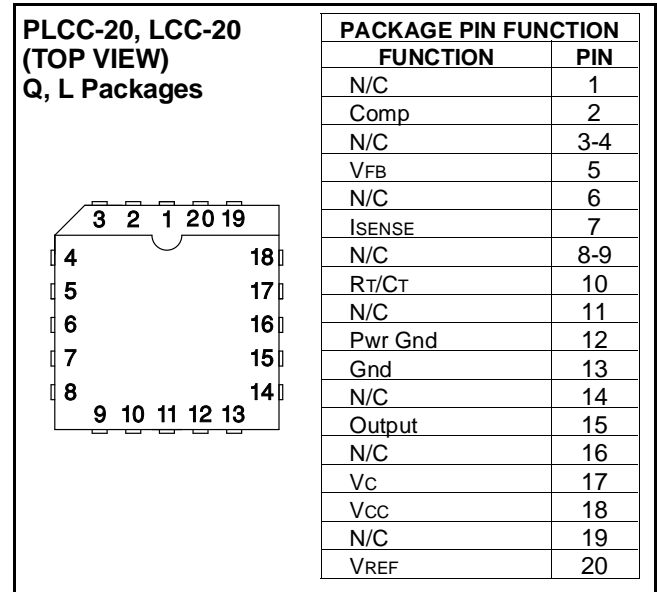 PLCC-20, LCC-20
(TOP VIEW)
Q, L Packages
3 2 1 20 19
4 18
5 17
6 16
7 15
8 14
9 10 11 12 13
PACKAGE PIN FUNCTION
FUNCTION PIN
N/C 1
Comp 2
N/C 3-4
VFB 5
N/C 6
ISENSE 7
N/C 8-9
RT/CT 10
N/C 11
Pwr Gnd 12
Gnd 13
N/C 14
Output 15
N/C 16
VC 17
VCC 18
N/C 19
VREF 20